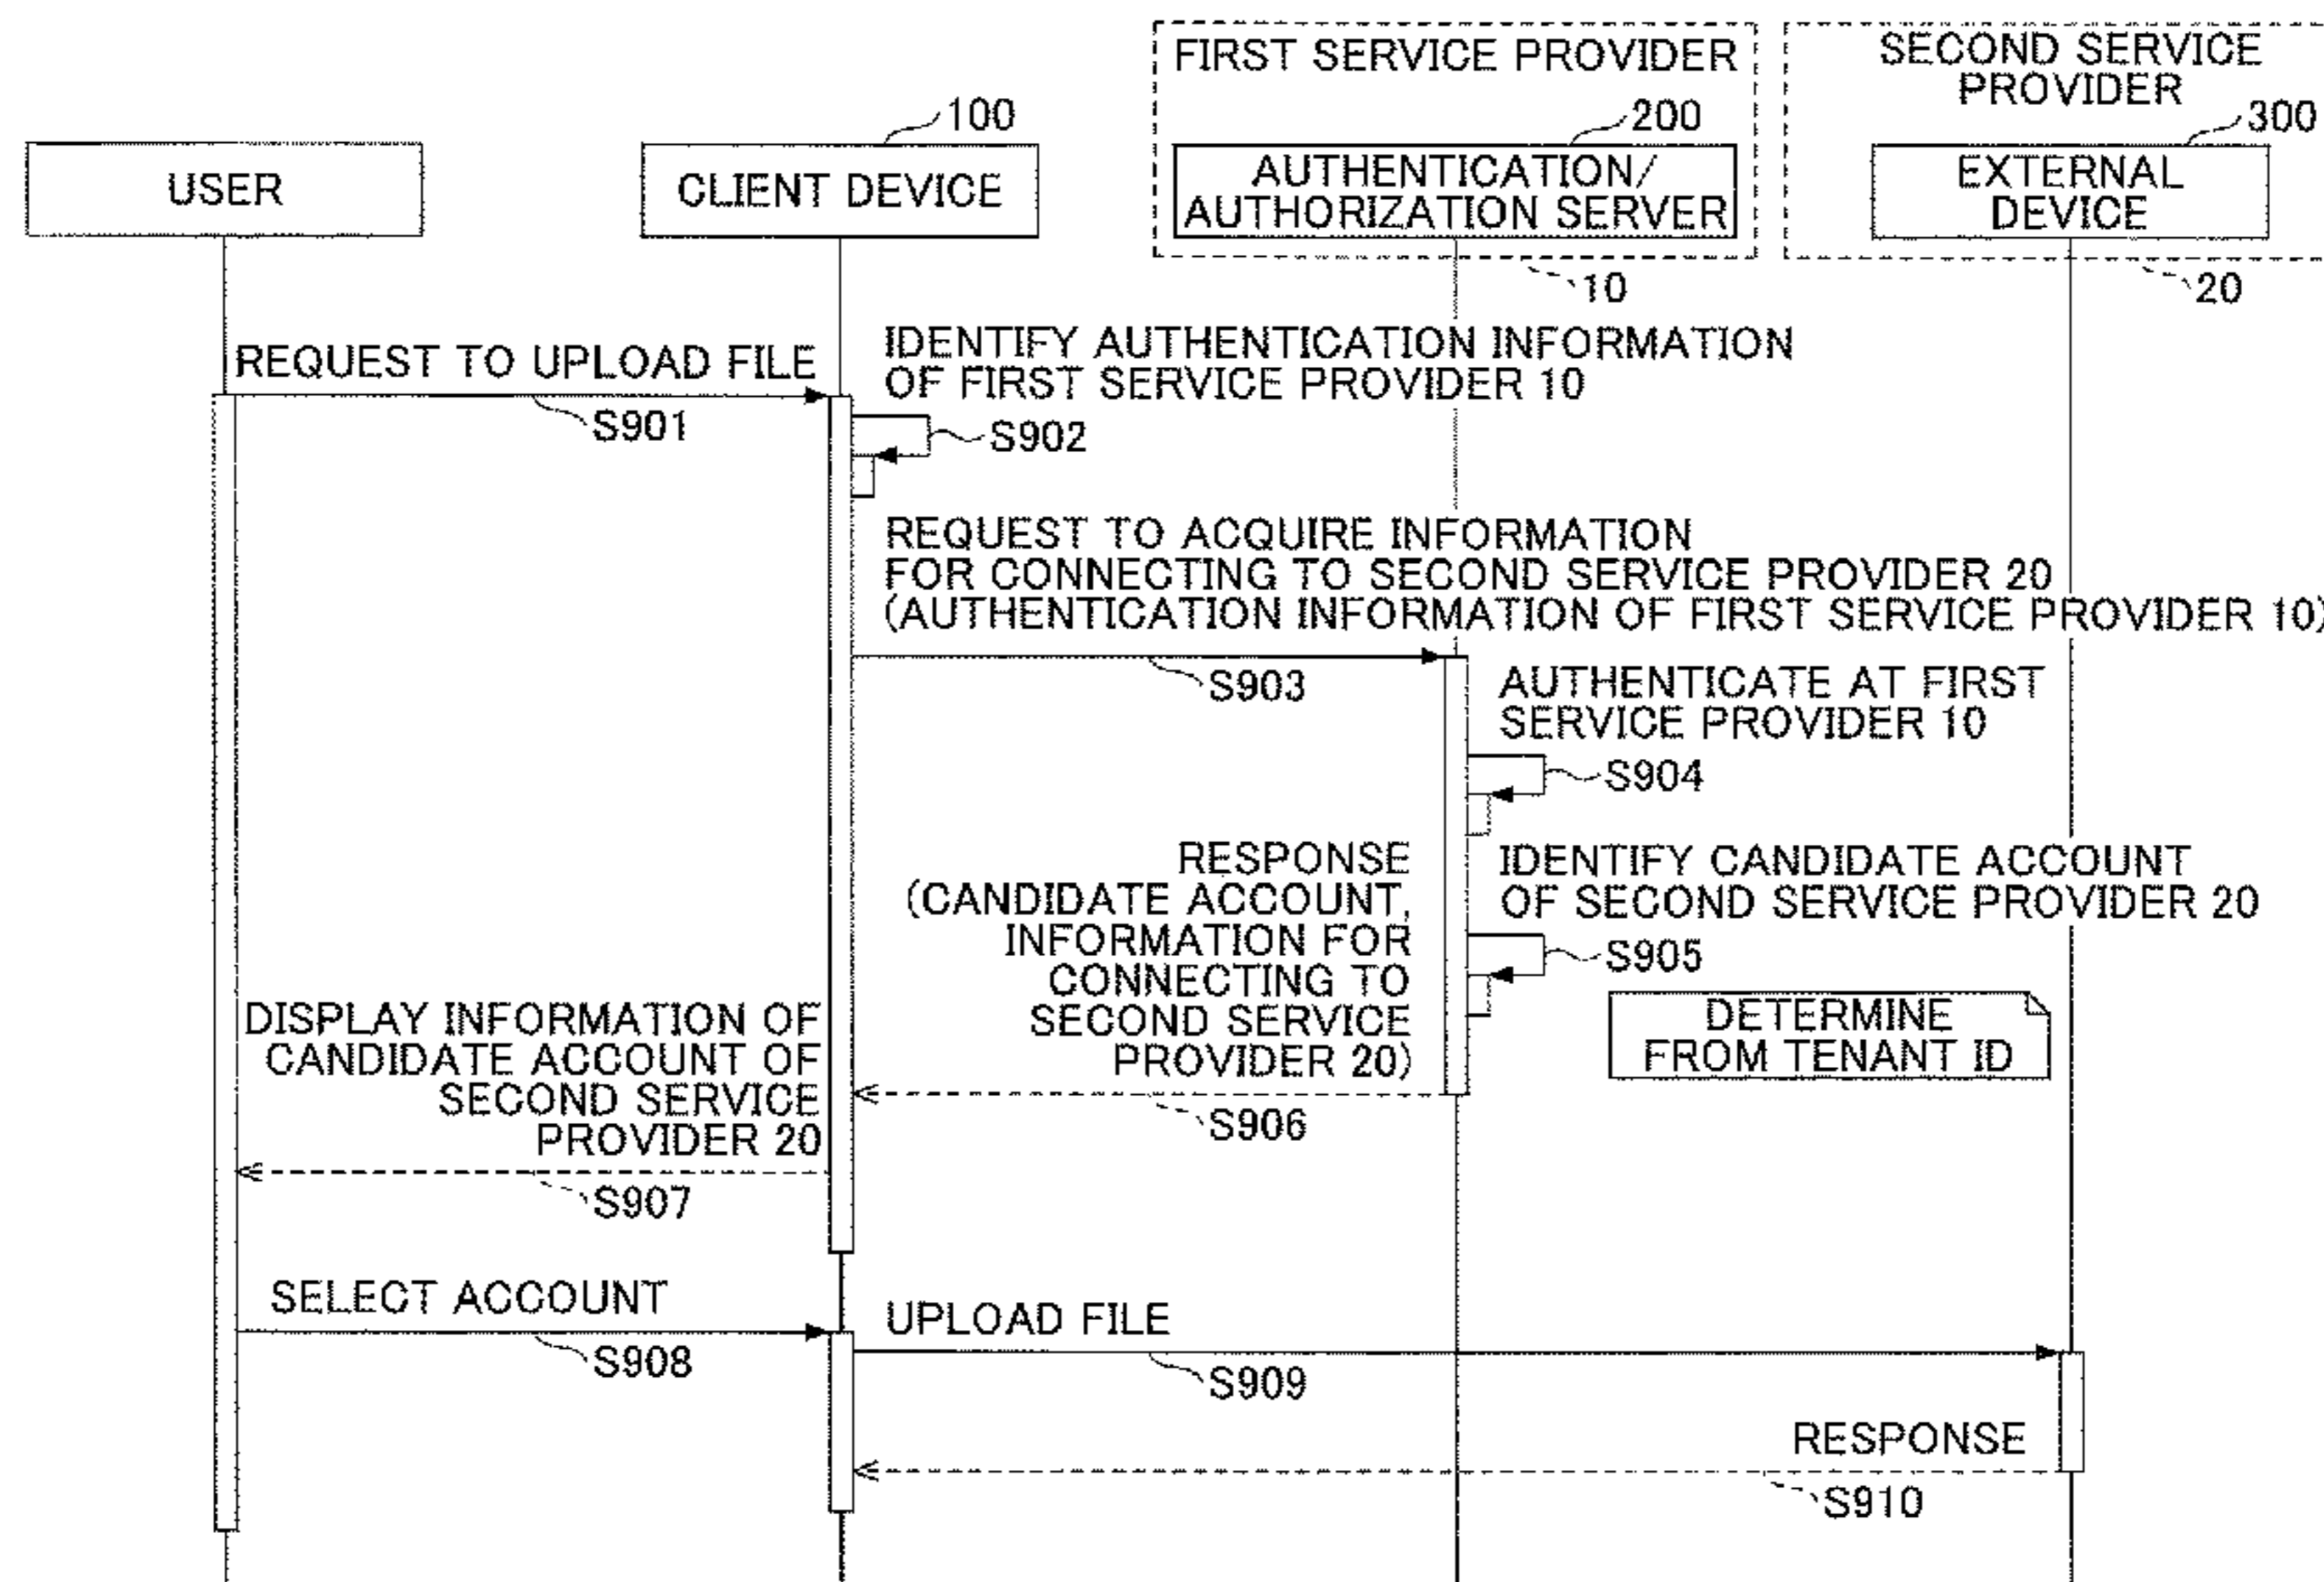 FIRST SERVICE PROVIDER
SECOND SERVICE
PROVIDER
100
200
300
USER
CLIENT DEVICE
AUTHENTICATION/
AUTHORIZATION SERVER
EXTERNAL
DEVICE
10
20
REQUEST TO UPLOAD FILE
S901
IDENTIFY AUTHENTICATION INFORMATION
OF FIRST SERVICE PROVIDER 10
S902
REQUEST TO ACQUIRE INFORMATION
FOR CONNECTING TO SECOND SERVICE PROVIDER 20
(AUTHENTICATION INFORMATION OF FIRST SERVICE PROVIDER 10)
S903
AUTHENTICATE AT FIRST
SERVICE PROVIDER 10
S904
IDENTIFY CANDIDATE ACCOUNT
OF SECOND SERVICE PROVIDER 20
S905
DETERMINE
FROM TENANT ID
RESPONSE
(CANDIDATE ACCOUNT,
INFORMATION FOR
CONNECTING TO
SECOND SERVICE
PROVIDER 20)
S906
DISPLAY INFORMATION OF
CANDIDATE ACCOUNT OF
SECOND SERVICE
PROVIDER 20
S907
SELECT ACCOUNT
S908
UPLOAD FILE
S909
RESPONSE
S910